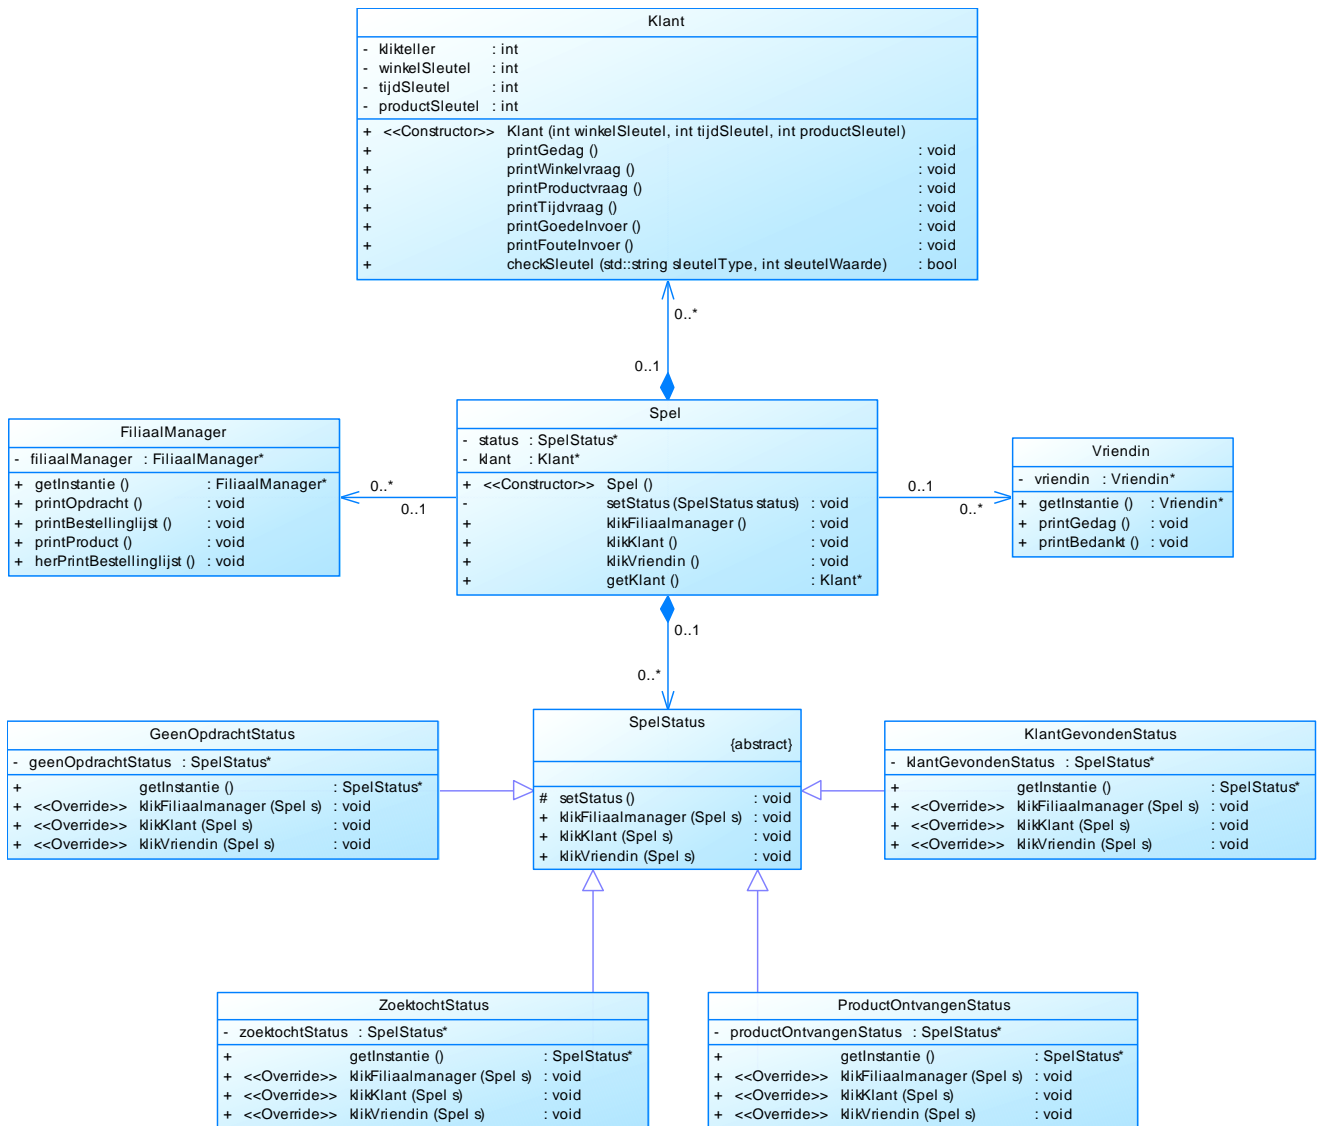 Klant
- klikteller : int
- winkelSleutel : int
- tijdSleutel : int
- productSleutel : int
+ <<Constructor>> Klant (int winkelSleutel, int tijdSleutel, int productSleutel)
+ printGedag () : void
+ printWinkelvraag () : void
+ printProductvraag () : void
+ printTijdvraag () : void
+ printGoedeInvoer () : void
+ printFouteInvoer () : void
+ checkSleutel (std::string sleutelType, int sleutelWaarde) : bool
0..*
0..1
FiliaalManager
- filiaalManager : FiliaalManager*
+ getInstantie () : FiliaalManager*
+ printOpdracht () : void
+ printBestellinglijst () : void
+ printProduct () : void
+ herPrintBestellinglijst () : void
0..*
0..1
Spel
- status : SpelStatus*
- klant : Klant*
+ <<Constructor>> Spel ()
- setStatus (SpelStatus status) : void
+ klikFiliaalmanager () : void
+ klikKlant () : void
+ klikVriendin () : void
+ getKlant () : Klant*
0..1
0..*
Vriendin
- vriendin : Vriendin*
+ getInstantie () : Vriendin*
+ printGedag () : void
+ printBedankt () : void
0..1
0..*
GeenOpdrachtStatus
- geenOpdrachtStatus : SpelStatus*
+ getInstantie () : SpelStatus*
+ <<Override>> klikFiliaalmanager (Spel s) : void
+ <<Override>> klikKlant (Spel s) : void
+ <<Override>> klikVriendin (Spel s) : void
SpelStatus
{abstract}
# setStatus () : void
+ klikFiliaalmanager (Spel s) : void
+ klikKlant (Spel s) : void
+ klikVriendin (Spel s) : void
KlantGevondenStatus
- klantGevondenStatus : SpelStatus*
+ getInstantie () : SpelStatus*
+ <<Override>> klikFiliaalmanager (Spel s) : void
+ <<Override>> klikKlant (Spel s) : void
+ <<Override>> klikVriendin (Spel s) : void
ZoektochtStatus
- zoektochtStatus : SpelStatus*
+ getInstantie () : SpelStatus*
+ <<Override>> klikFiliaalmanager (Spel s) : void
+ <<Override>> klikKlant (Spel s) : void
+ <<Override>> klikVriendin (Spel s) : void
ProductOntvangenStatus
- productOntvangenStatus : SpelStatus*
+ getInstantie () : SpelStatus*
+ <<Override>> klikFiliaalmanager (Spel s) : void
+ <<Override>> klikKlant (Spel s) : void
+ <<Override>> klikVriendin (Spel s) : void